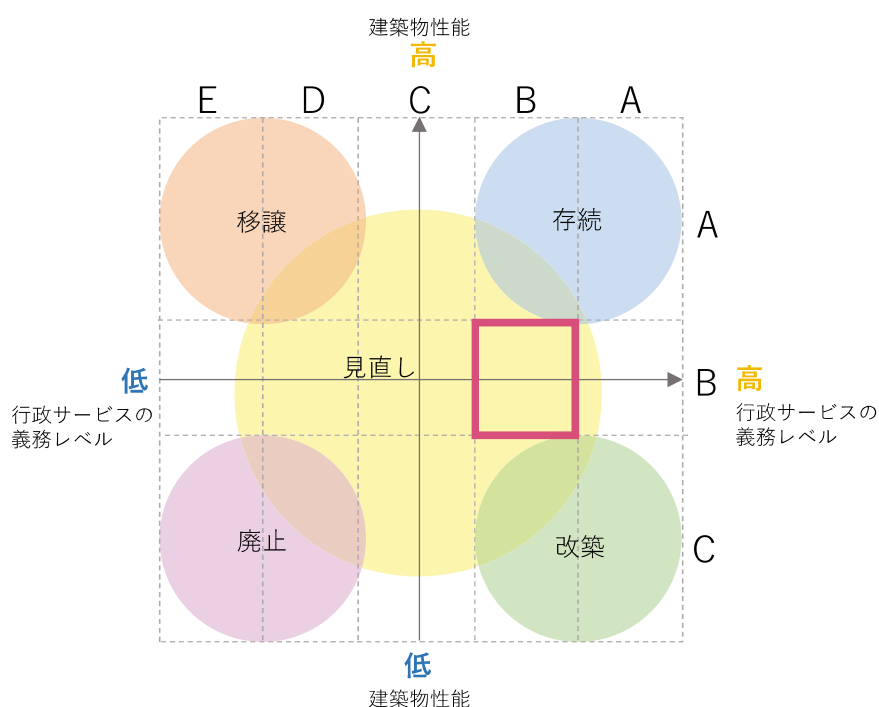 建築物性能
高
E D C B A
移譲
存続
A
見直し
低
B
高
行政サービスの
義務レベル
行政サービスの
義務レベル
廃止
改築
C
低
建築物性能